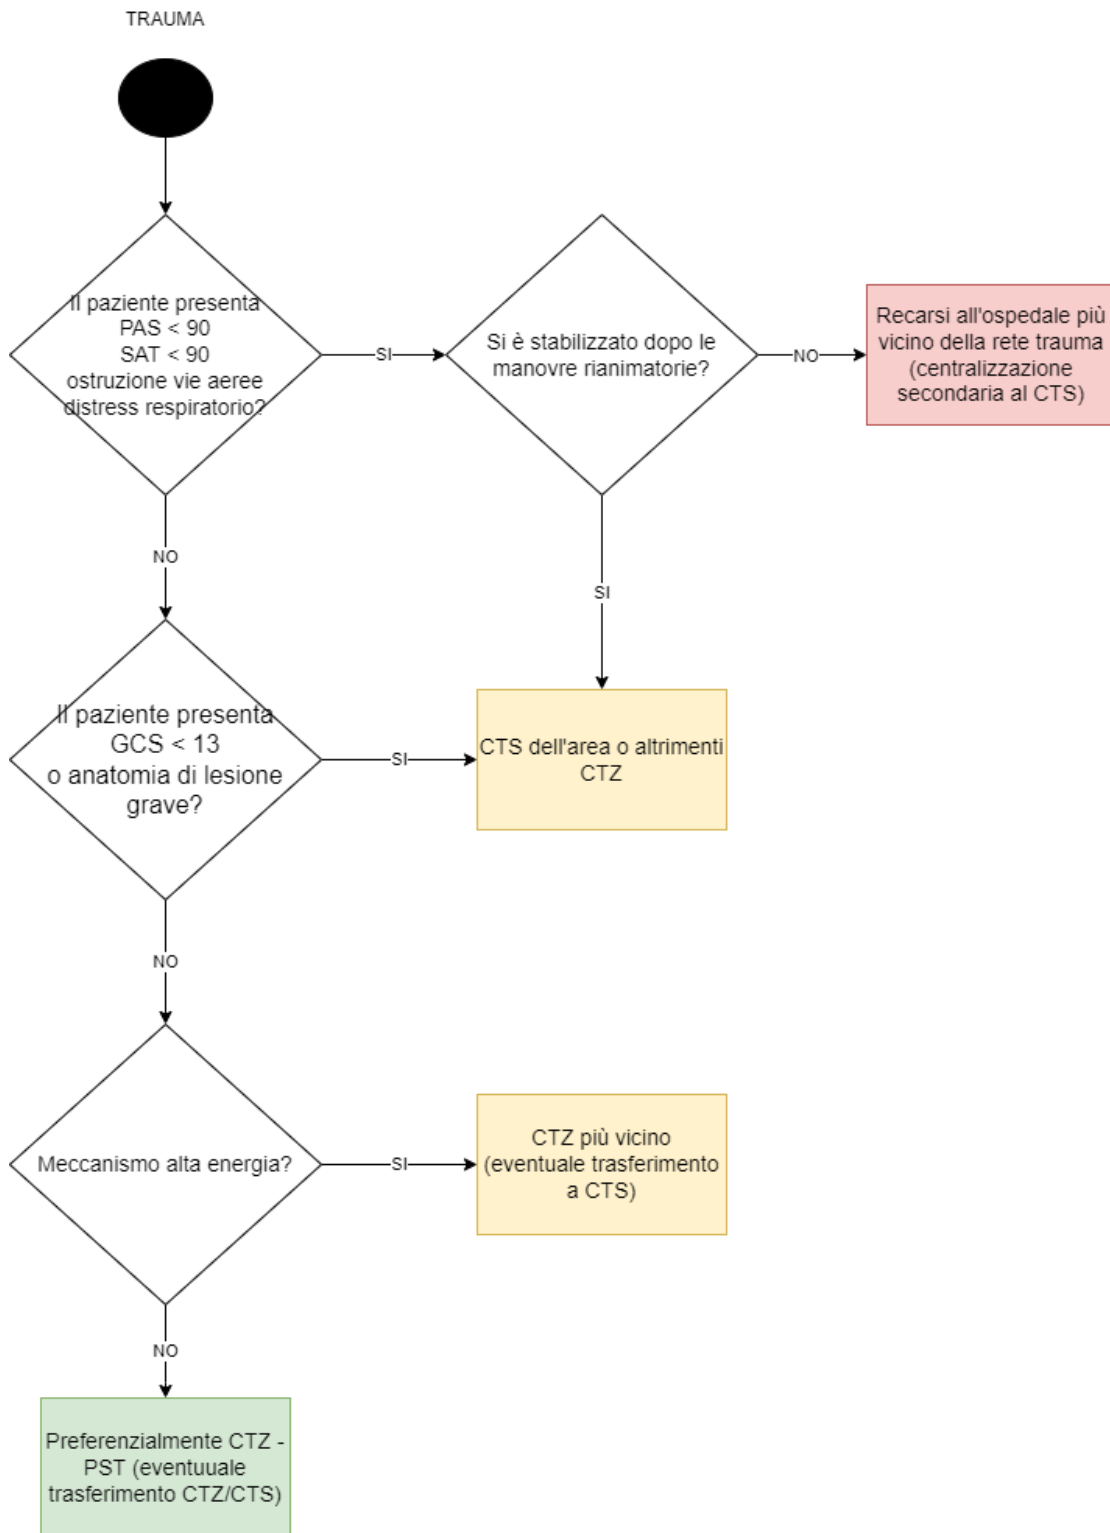 TRAUMA
Il paziente presenta
PAS < 90
SAT < 90
ostruzione vie aeree
distress respiratorio?
SI
Si è stabilizzato dopo le
manovre rianimatorie?
NO
Recarsi all'ospedale più
vicino della rete trauma
(centralizzazione
secondaria al CTS)
NO
SI
Il paziente presenta
GCS < 13
o anatomia di lesione
grave?
SI
CTS dell'area o altrimenti
CTZ
NO
Meccanismo alta energia?
SI
CTZ più vicino
(eventuale trasferimento
a CTS)
NO
Preferenzialmente CTZ -
PST (eventuuale
trasferimento CTZ/CTS)